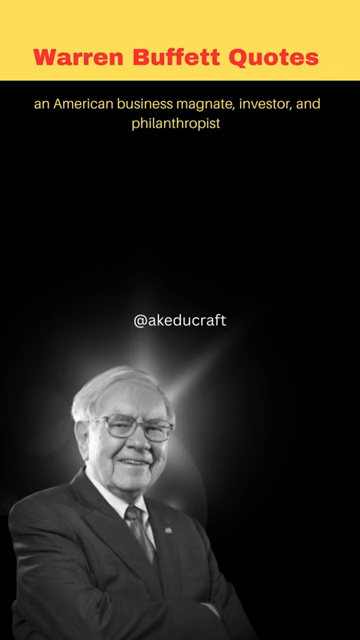 Warren Buffett Quotes
an American business magnate, investor, and
philanthropist
@akeducraft